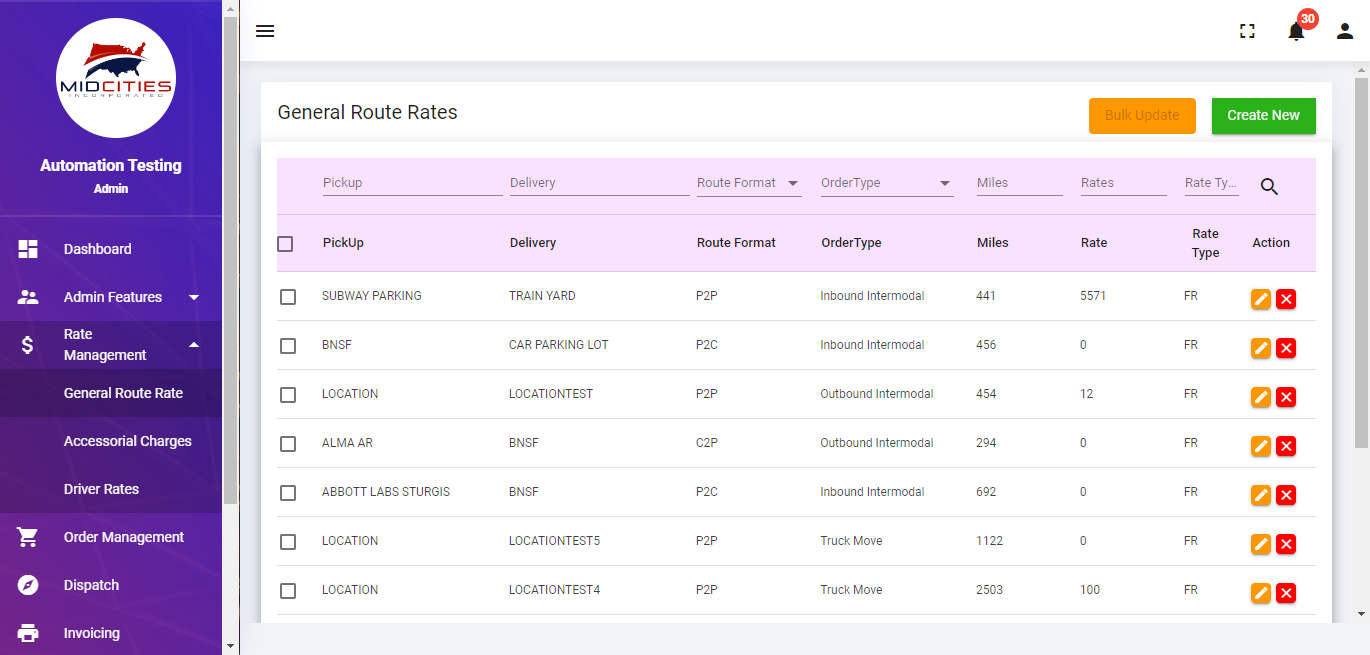 MIDCITIES
INCORPORATED
Automation Testing
Admin
Dashboard
Admin Features
Rate
Management
General Route Rate
Accessorial Charges
Driver Rates
Order Management
Dispatch
Invoicing
30
General Route Rates
Bulk Update
Create New
Pickup Delivery Route Format OrderType Miles Rates Rate Ty...
PickUp Delivery Route Format OrderType Miles Rate Rate Type Action
SUBWAY PARKING TRAIN YARD P2P Inbound Intermodal 441 5571 FR
BNSF CAR PARKING LOT P2C Inbound Intermodal 456 0 FR
LOCATION LOCATIONTEST P2P Outbound Intermodal 454 12 FR
ALMA AR BNSF C2P Outbound Intermodal 294 0 FR
ABBOTT LABS STURGIS BNSF P2C Inbound Intermodal 692 0 FR
LOCATION LOCATIONTEST5 P2P Truck Move 1122 0 FR
LOCATION LOCATIONTEST4 P2P Truck Move 2503 100 FR